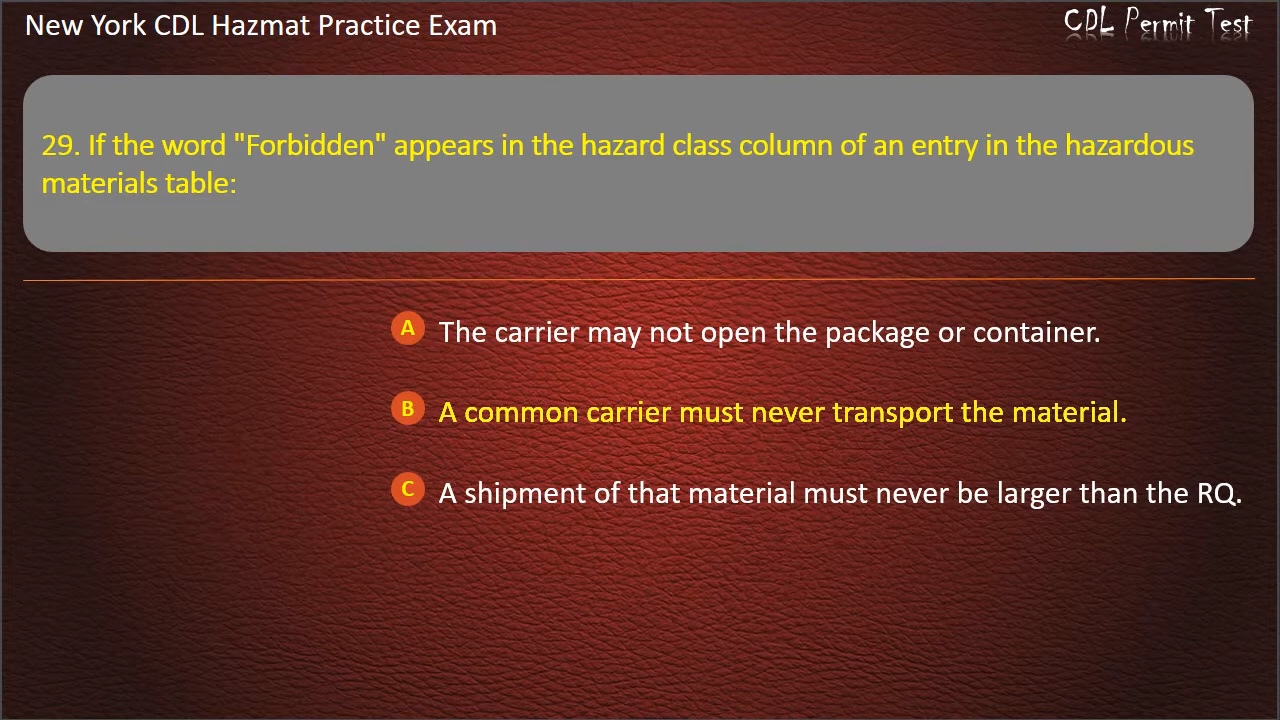 New York CDL Hazmat Practice Exam
CDL Permit Test
29. If the word "Forbidden" appears in the hazard class column of an entry in the hazardous
materials table:
A The carrier may not open the package or container.
B A common carrier must never transport the material.
C A shipment of that material must never be larger than the RQ.